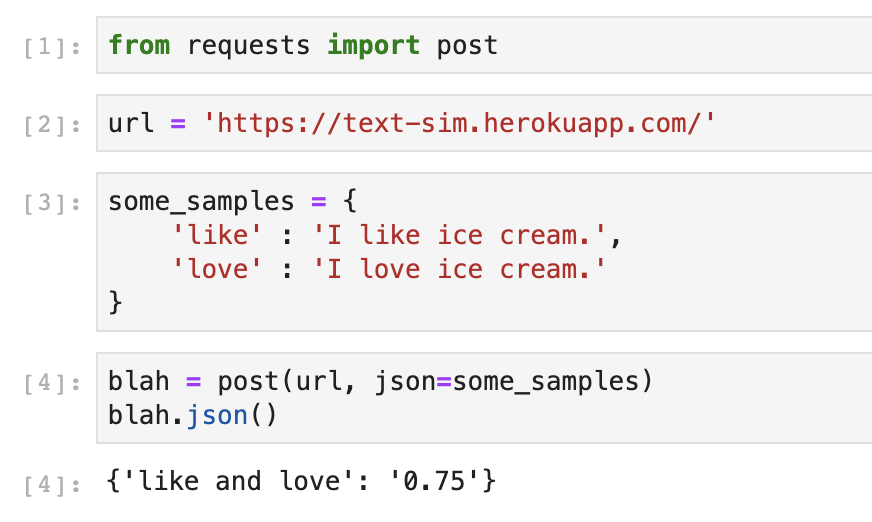 [1]: from requests import post
[2]: url = 'https://text-sim.herokuapp.com/'
[3]: some_samples = {
    'like' : 'I like ice cream.',
    'love' : 'I love ice cream.'
}
[4]: blah = post(url, json=some_samples)
blah.json()
[4]: {'like and love': '0.75'}